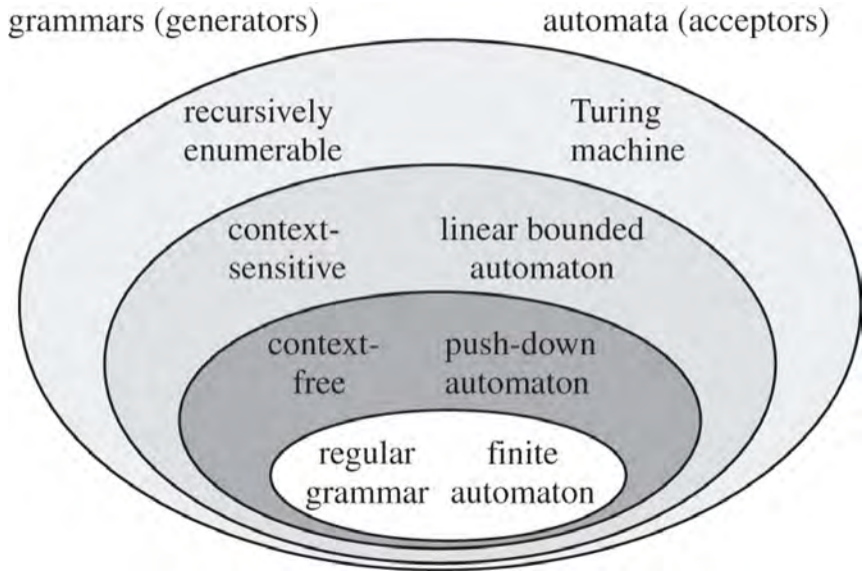 grammars (generators)
automata (acceptors)
recursively
enumerable
Turing
machine
context-
sensitive
linear bounded
automaton
context-
free
push-down
automaton
regular
grammar
finite
automaton